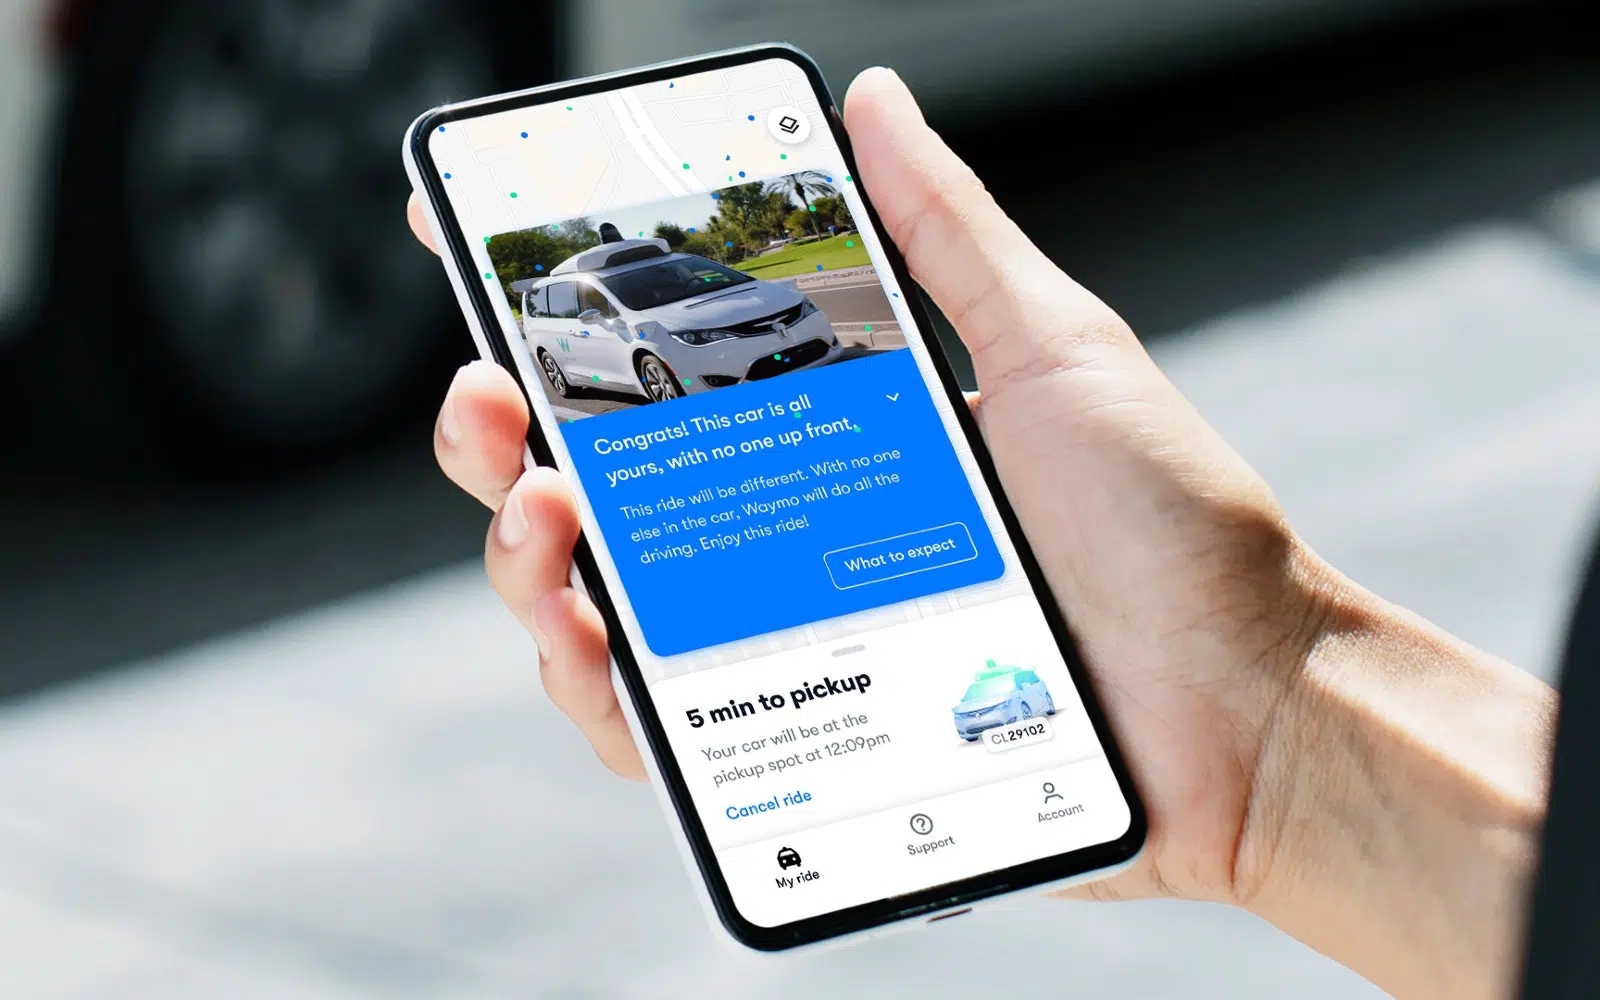 Congrats! This car is all
yours, with no one up front.
This ride will be different. With no one
else in the car, Waymo will do all the
driving. Enjoy this ride!
What to expect
5 min to pickup
Your car will be at the
pickup spot at 12:09pm
CL29102
Cancel ride
My ride
Support
Account